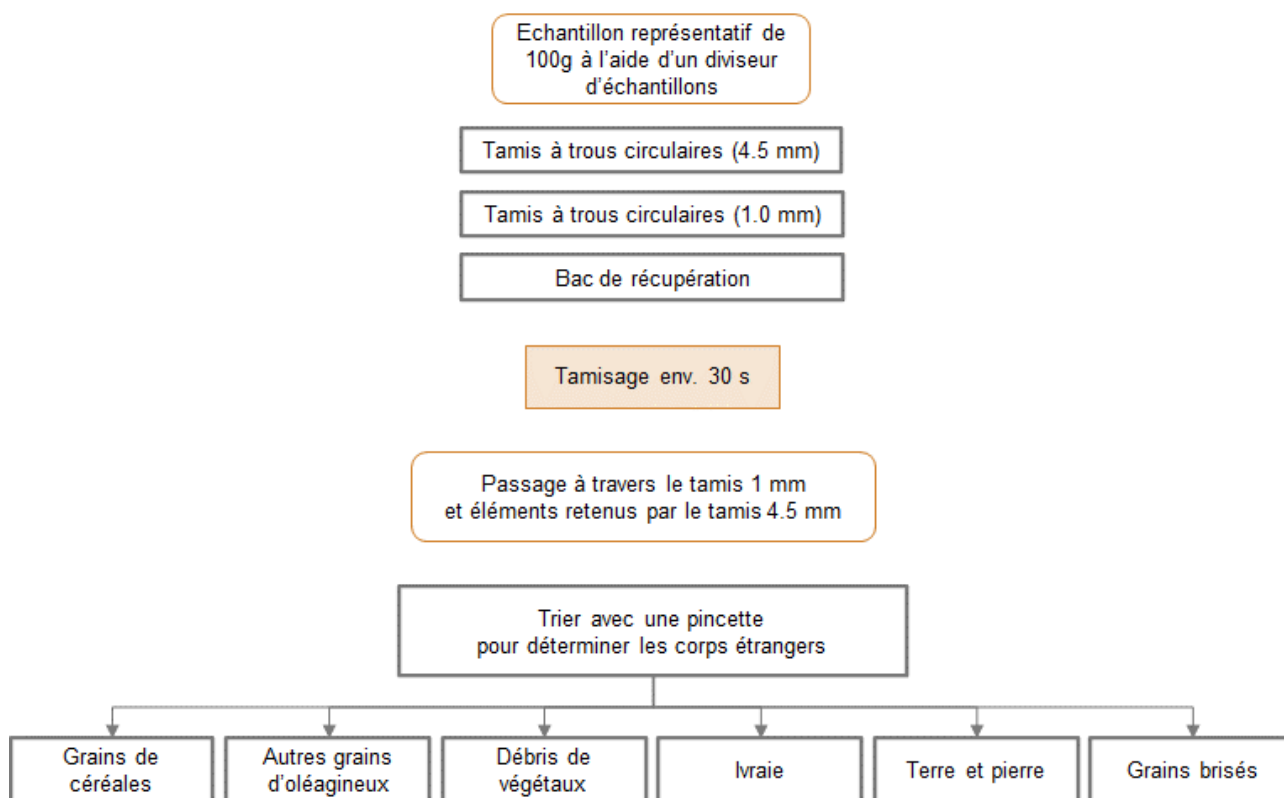 Echantillon représentatif de
100g à l'aide d'un diviseur
d'échantillons
Tamis à trous circulaires (4.5 mm)
Tamis à trous circulaires (1.0 mm)
Bac de récupération
Tamisage env. 30 s
Passage à travers le tamis 1 mm
et éléments retenus par le tamis 4.5 mm
Trier avec une pincette
pour déterminer les corps étrangers
Grains de
céréales
Autres grains
d'oléagineux
Débris de
végétaux
Ivraie
Terre et pierre
Grains brisés